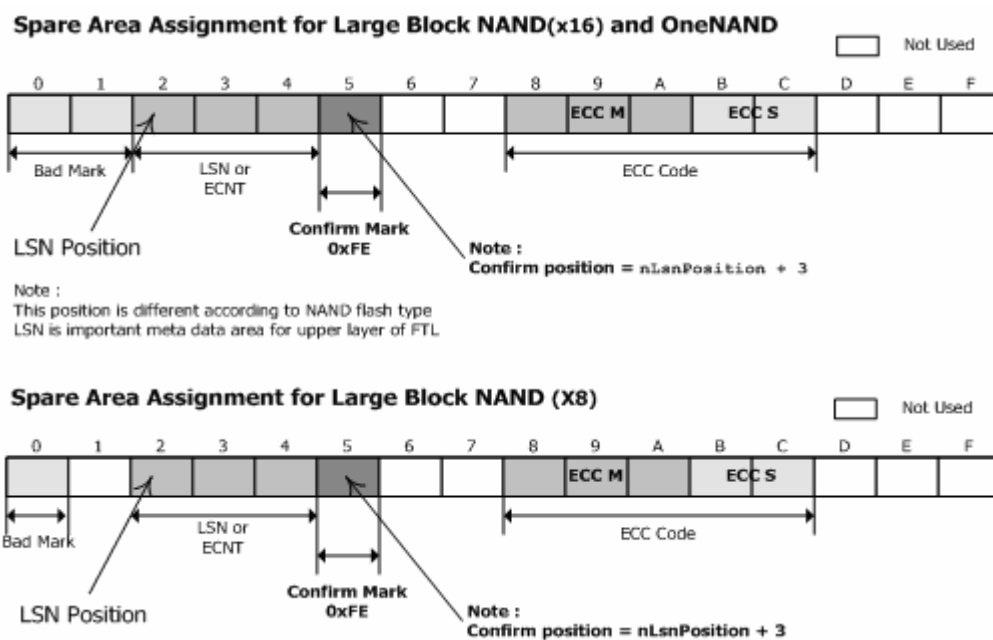 Spare Area Assignment for Large Block NAND(x16) and OneNAND
Not Used
0 1 2 3 4 5 6 7 8 9 A B C D E F
ECC M ECC S
Bad Mark
LSN or
ECNT
ECC Code
LSN Position
Confirm Mark
0xFE
Note :
Confirm position = nLsnPosition + 3
Note :
This position is different according to NAND flash type
LSN is important meta data area for upper layer of FTL
Spare Area Assignment for Large Block NAND (X8)
Not Used
0 1 2 3 4 5 6 7 8 9 A B C D E F
ECC M ECC S
Bad Mark
LSN or
ECNT
ECC Code
LSN Position
Confirm Mark
0xFE
Note :
Confirm position = nLsnPosition + 3